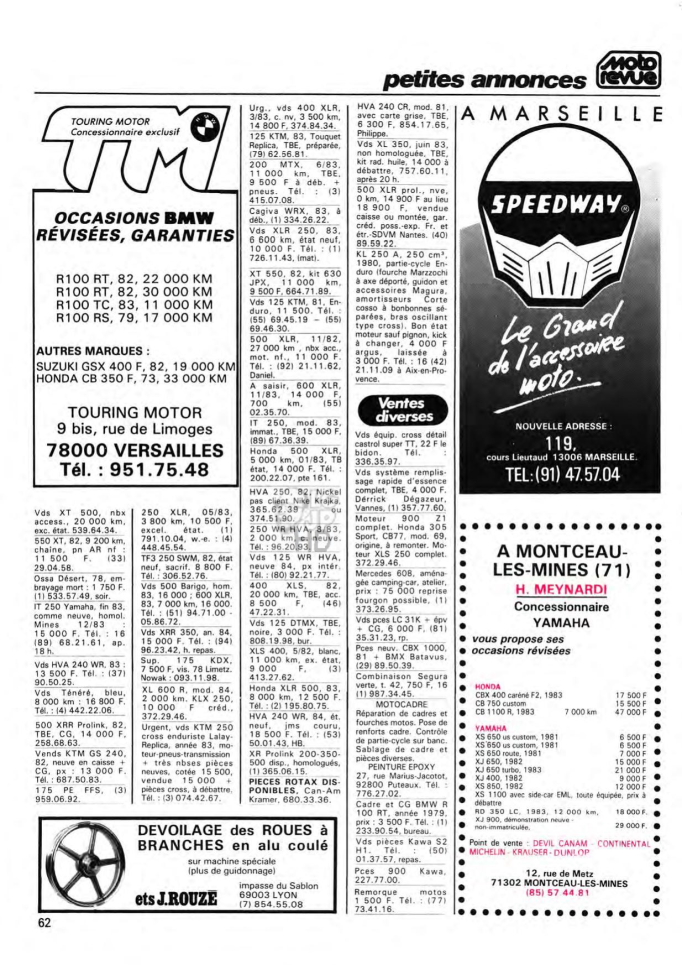 petites annonces
Moto
revue
TOURING MOTOR
Concessionnaire exclusif
TM
OCCASIONS BMW
RÉVISÉES, GARANTIES
R100 RT, 82, 22 000 KM
R100 RT, 82, 30 000 KM
R100 TC, 83, 11 000 KM
R100 RS, 79, 17 000 KM
AUTRES MARQUES :
SUZUKI GSX 400 F, 82, 19 000 KM
HONDA CB 350 F, 73, 33 000 KM
TOURING MOTOR
9 bis, rue de Limoges
78000 VERSAILLES
Tél. : 951.75.48
Vds XT 500, nbx
access., 20 000 km,
exc. état. 539.64.34.
550 XT, 82, 9 200 km,
chaîne, pn AR nf :
11 500 F. (33)
29.04.58.
Ossa Désert, 78, em-
brayage mort : 1 750 F.
(1) 533.57.49, soir.
IT 250 Yamaha, fin 83,
comme neuve, homol.
Mines 12/83 :
15 000 F. Tél. : 16
(89) 68.21.61, ap.
18 h.
Vds HVA 240 WR, 83 :
13 500 F. Tél. : (37)
90.50.25.
Vds Ténéré, bleu,
8 000 km : 16 800 F.
Tél. : (4) 442.22.06.
500 XRR Prolink, 82,
TBE, CG, 14 000 F,
258.68.63.
Vends KTM GS 240,
82, neuve en caisse +
CG, px : 13 000 F.
Tél. : 687.50.83.
175 PE FFS, (3)
959.06.92.
250 XLR, 05/83,
3 800 km, 10 500 F,
excel. état. (1)
791.10.04, w.-e. : (4)
448.45.54.
TF3 250 SWM, 82, état
neuf, sacrif. 8 800 F.
Tél. : 306.52.76.
Vds 500 Barigo, hom.
83, 16 000 ; 600 XLR,
83, 7 000 km, 16 000.
Tél. : (51) 94.71.00 -
05.86.72.
Vds XRR 350, an. 84,
15 000 F. Tél. : (94)
96.23.42, h. repas.
Sup. 175 KDX,
7 500 F, vis. 78 Limetz.
Nowak : 093.11.98.
XL 600 R, mod. 84,
2 000 km. KLX 250,
10 000 F créd.,
372.29.46.
Urgent, vds KTM 250
cross enduriste Lalay-
Replica, année 83, mo-
teur-pneus-transmission
+ très nbses pièces
neuves, cotée 15 500,
vendue 15 000 +
pièces cross, à débattre.
Tél. : (3) 074.42.67.
Urg., vds 400 XLR,
3/83, c. nv, 3 500 km,
14 800 F, 374.84.34.
125 KTM, 83, Touquet
Replica, TBE, préparée,
(79) 62.56.81.
200 MTX, 6/83,
11 000 km, TBE,
9 500 F à déb. +
pneus. Tél. : (3)
415.07.08.
Cagiva WRX, 83, à
déb., (1) 334.26.22.
Vds XLR 250, 83,
6 600 km, état neuf,
10 000 F. Tél. : (1)
726.11.43, (mat).
XT 550, 82, kit 630
JPX, 11 000 km,
9 500 F, 664.71.89.
Vds 125 KTM, 81, En-
duro, 11 500. Tél. :
(55) 69.45.19 – (55)
69.46.30.
500 XLR, 11/82,
27 000 km , nbx acc.,
mot. nf., 11 000 F.
Tél. : (92) 21.11.62,
Daniel.
A saisir, 600 XLR,
11/83, 14 000 F,
700 km, (55)
02.35.70.
IT 250, mod. 83,
immat., TBE, 15 000 F,
(89) 67.36.39.
Honda 500 XLR,
5 000 km, 01/83, TB
état, 14 000 F. Tél. :
200.22.07, pte 161.
HVA 250, 82, Nickel
pas client Nike Krajka,
365.62.39 ou
374.51.90.
250 WR HVA, 3/83,
2 000 km, neuve.
Tél. : 96.20.93.
Vds 125 WR HVA,
neuve 84, px intér.
Tél. : (80) 92.21.77.
400 XLS, 82,
20 000 km, TBE, acc.
8 500 F, (46)
47.22.31.
Vds 125 DTMX, TBE,
noire, 3 000 F. Tél. :
808.19.98, bur.
XLS 400, 5/82, blanc,
11 000 km, ex. état,
9 000 F, (3)
413.27.62.
Honda XLR 500, 83,
8 000 km, 12 500 F.
Tél. : (2) 195.80.75.
HVA 240 WR, 84, ét.
neuf, jms couru,
18 500 F. Tél. : (53)
50.01.43, HB.
XR Prolink 200-350-
500 disp., homologués,
(1) 365.06.15.
PIECES ROTAX DIS-
PONIBLES, Can-Am
Kramer, 680.33.36.
HVA 240 CR, mod. 81,
avec carte grise, TBE,
6 300 F, 854.17.65,
Philippe.
Vds XL 350, juin 83,
non homologuée, TBE,
kit rad. huile, 14 000 à
débattre, 757.60.11,
après 20 h.
500 XLR prol., nve,
0 km, 14 900 F au lieu
18 900 F, vendue
caisse ou montée, gar.
créd. poss.-exp. Fr. et
étr.-SDVM Nantes. (40)
89.59.22.
KL 250 A, 250 cm³,
1980, partie-cycle En-
duro (fourche Marzzochi
à axe déporté, guidon et
accessoires Magura,
amortisseurs Corte
cosso à bonbonnes sé-
parées, bras oscillant
type cross). Bon état
moteur sauf pignon, kick
à changer, 4 000 F
argus, laissée à
3 000 F. Tél. : 16 (42)
21.11.09 à Aix-en-Pro-
vence.
Ventes
diverses
Vds équip. cross détail
castrol super TT, 22 F le
bidon. Tél. :
336.35.97.
Vds système remplis-
sage rapide d'essence
complet, TBE, 4 000 F.
Dérrick Dégazeur,
Vannes, (1) 357.77.60.
Moteur 900 Z1
complet. Honda 305
Sport, CB77, mod. 69,
origine, à remonter. Mo-
teur XLS 250 complet.
372.29.46.
Mercedes 608, aména-
gée camping-car, atelier,
prix : 75 000 reprise
fourgon possible, (1)
373.26.95.
Vds pces LC 31K + épv
+ CG, 6 000 F, (81)
35.31.23, rp.
Pces neuv. CBX 1000,
81 + BMX Batavus,
(29) 89.50.39.
Combinaison Segura
verte, t. 42, 750 F, 16
(1) 987.34.45.
MOTOCADRE
Réparation de cadres et
fourches motos. Pose de
renforts cadre. Contrôle
de partie-cycle sur banc.
Sablage de cadre et
pièces diverses.
PEINTURE EPOXY
27, rue Marius-Jacotot,
92800 Puteaux. Tél. :
776.27.02.
Cadre et CG BMW R
100 RT, année 1979,
prix : 3 500 F. Tél. : (1)
233.90.54, bureau.
Vds pièces Kawa S2
H1. Tél. : (50)
01.37.57, repas.
Pces 900 Kawa,
227.77.00.
Remorque motos
1 500 F. Tél. : (77)
73.41.16.
A MARSEILLE
SPEEDWAY®
Le Grand
de l'accessoire
moto.
NOUVELLE ADRESSE :
119,
cours Lieutaud 13006 MARSEILLE.
TEL:(91) 47.57.04
A MONTCEAU-
LES-MINES (71)
H. MEYNARDI
Concessionnaire
YAMAHA
vous propose ses
occasions révisées
HONDA
CBX 400 caréné F2, 1983 17 500 F
CB 750 custom 15 500 F
CB 1100 R, 1983 7 000 km 47 000 F
YAMAHA
XS 650 us custom, 1981 6 500 F
XS 650 us custom, 1981 6 500 F
XS 650 route, 1981 7 000 F
XJ 650, 1982 15 000 F
XJ 650 turbo, 1983 21 000 F
XJ 400, 1982 9 000 F
XS 850, 1982 12 000 F
XS 1100 avec side-car EML, toute équipée, prix à
débattre
RD 350 LC, 1983, 12 000 km, 18 000 F.
XJ 900, démonstration neuve -
non-immatriculée. 29 000 F.
Point de vente : DEVIL CANAM - CONTINENTAL
MICHELIN - KRAUSER - DUNLOP
12, rue de Metz
71302 MONTCEAU-LES-MINES
(85) 57 44.81
DEVOILAGE des ROUES à
BRANCHES en alu coulé
sur machine spéciale
(plus de guidonnage)
ets J.ROUZÉ
impasse du Sablon
69003 LYON
(7) 854.55.08
62